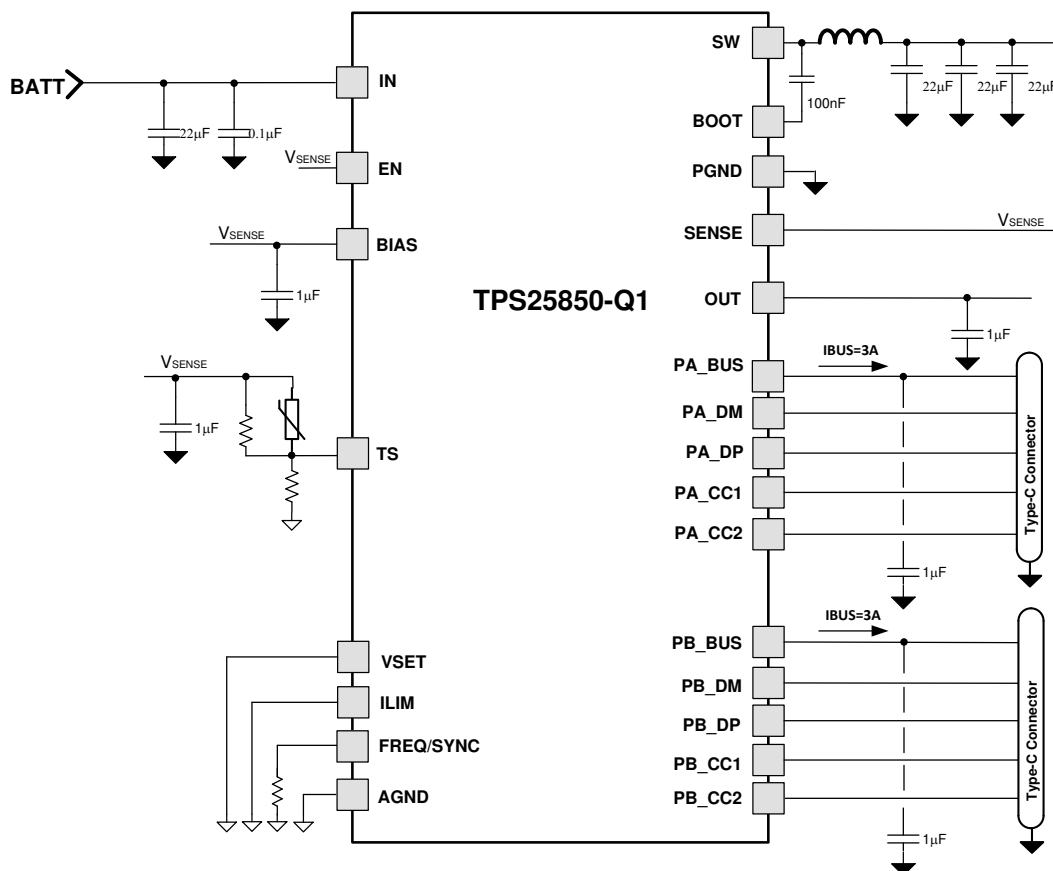 BATT
22µF
0.1µF
IN
VSENSE
EN
VSENSE
BIAS
1µF
VSENSE
1µF
TS
VSET
ILIM
FREQ/SYNC
AGND
TPS25850-Q1
SW
100nF
22µF
22µF
22µF
BOOT
PGND
SENSE
VSENSE
OUT
1µF
PA_BUS
IBUS=3A
PA_DM
PA_DP
PA_CC1
PA_CC2
1µF
Type-C Connector
PB_BUS
IBUS=3A
PB_DM
PB_DP
PB_CC1
PB_CC2
1µF
Type-C Connector